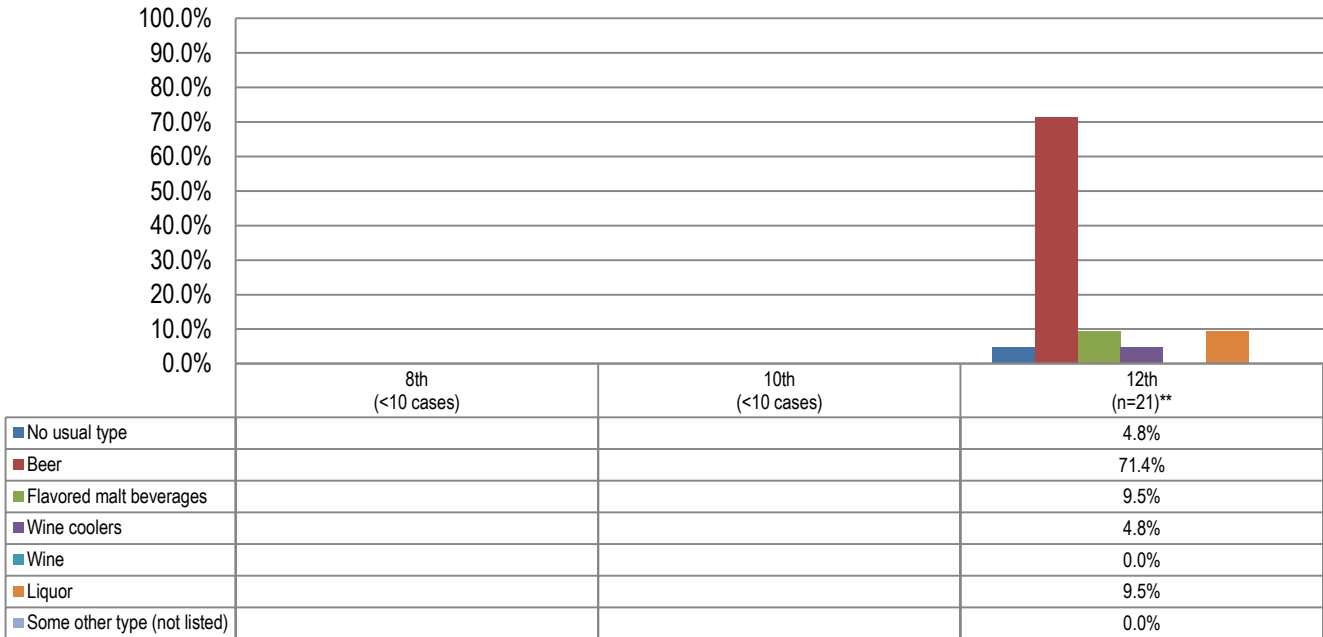 100.0%
90.0%
80.0%
70.0%
60.0%
50.0%
40.0%
30.0%
20.0%
10.0%
0.0%
8th 10th 12th
(<10 cases) (<10 cases) (n=21)**
No usual type 4.8%
Beer 71.4%
Flavored malt beverages 9.5%
Wine coolers 4.8%
Wine 0.0%
Liquor 9.5%
Some other type (not listed) 0.0%